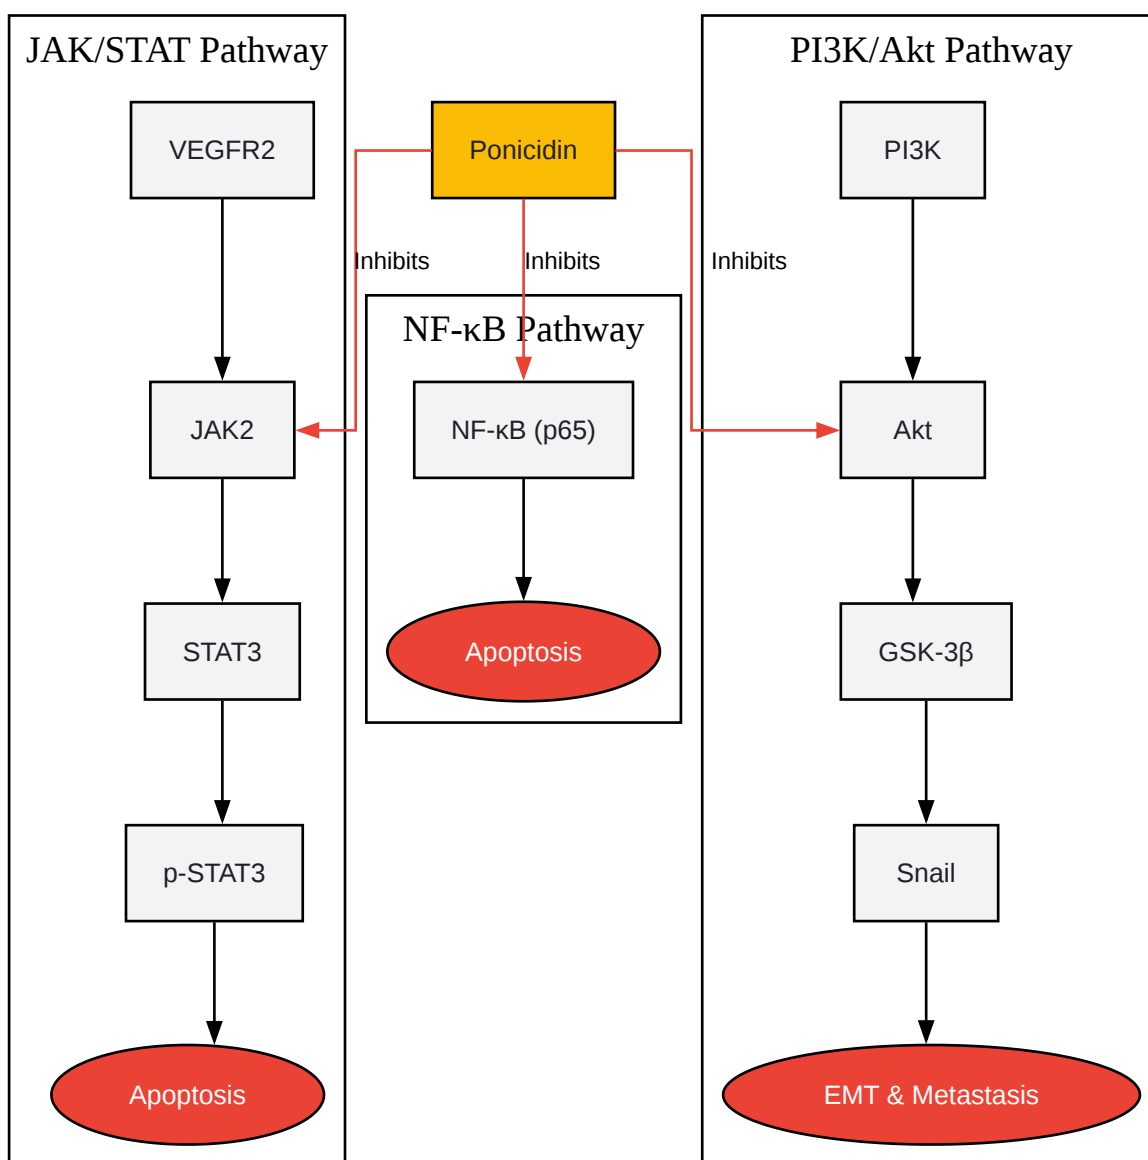 JAK/STAT Pathway
PI3K/Akt Pathway
VEGFR2
Ponicidin
PI3K
Inhibits
Inhibits
Inhibits
NF-κB Pathway
JAK2
NF-κB (p65)
Akt
STAT3
Apoptosis
GSK-3β
p-STAT3
Snail
Apoptosis
EMT & Metastasis